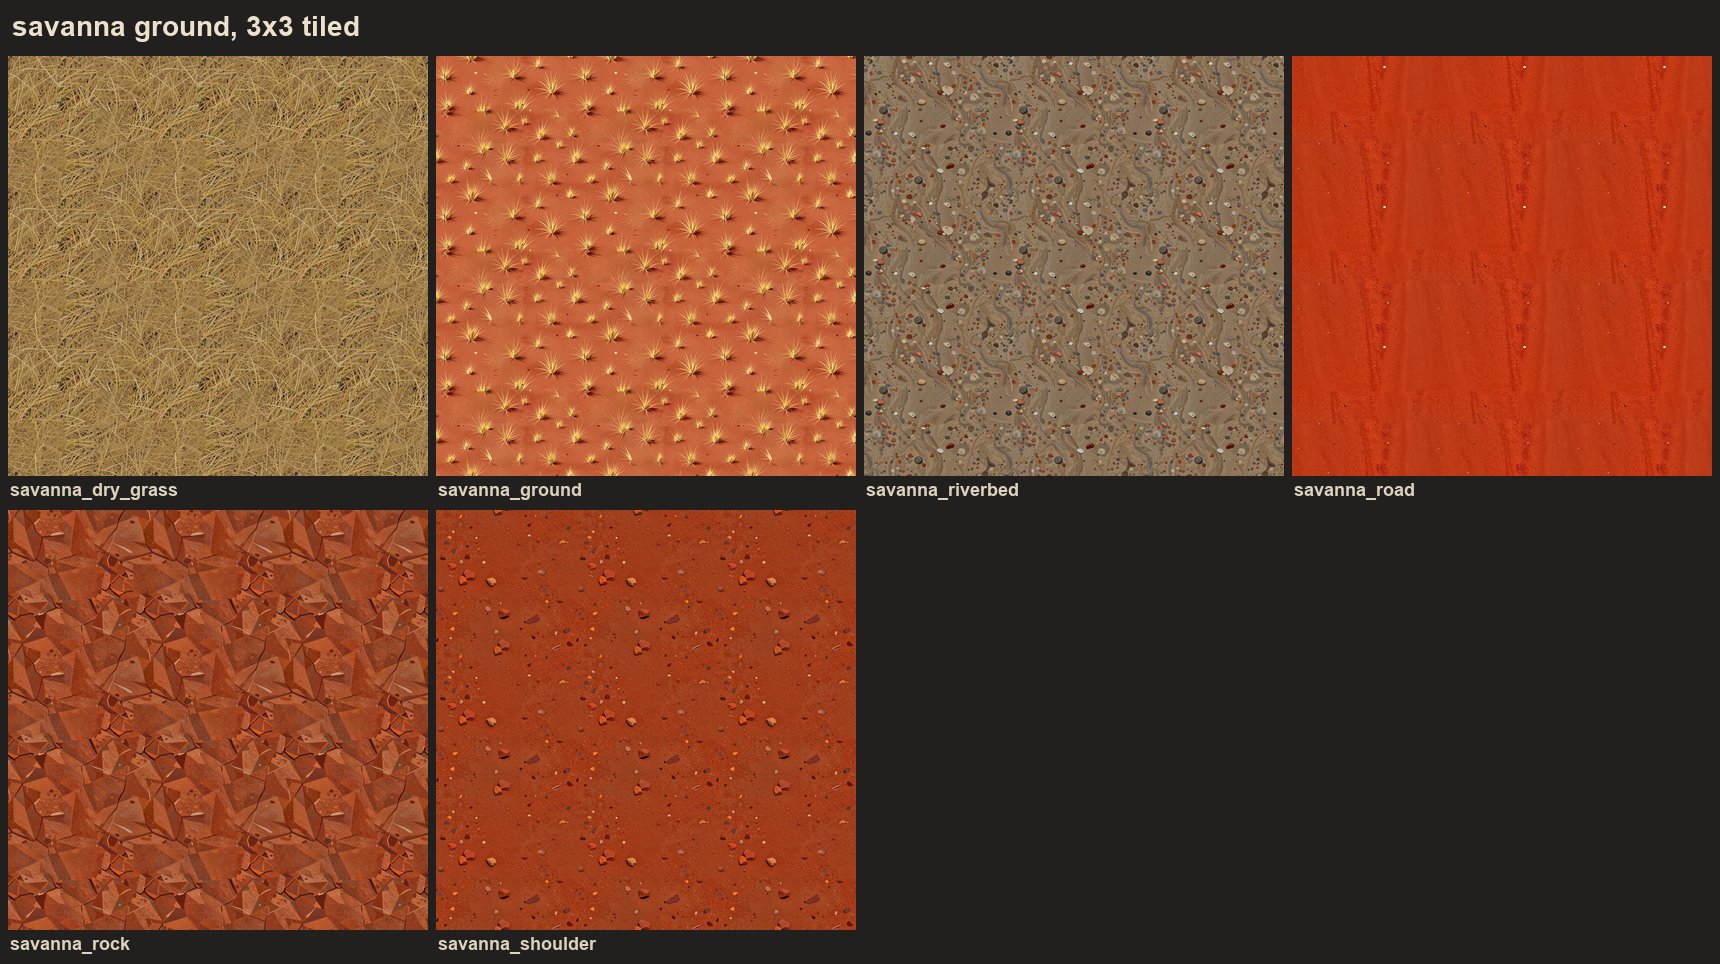 savanna ground, 3x3 tiled
savanna_dry_grass
savanna_ground
savanna_riverbed
savanna_road
savanna_rock
savanna_shoulder